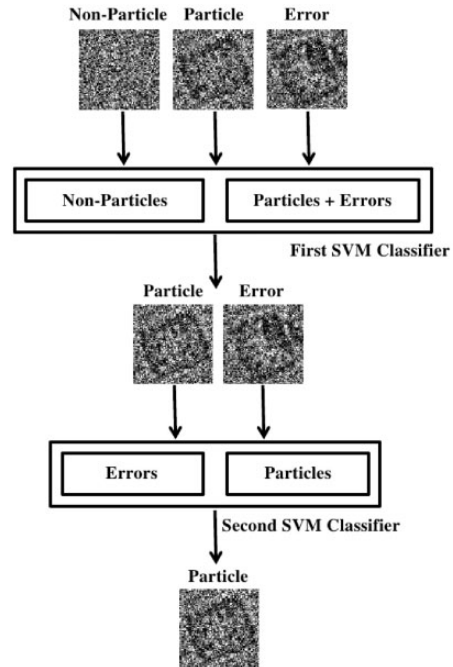 Non-Particle Particle Error
Non-Particles Particles + Errors
First SVM Classifier
Particle Error
Errors Particles
Second SVM Classifier
Particle